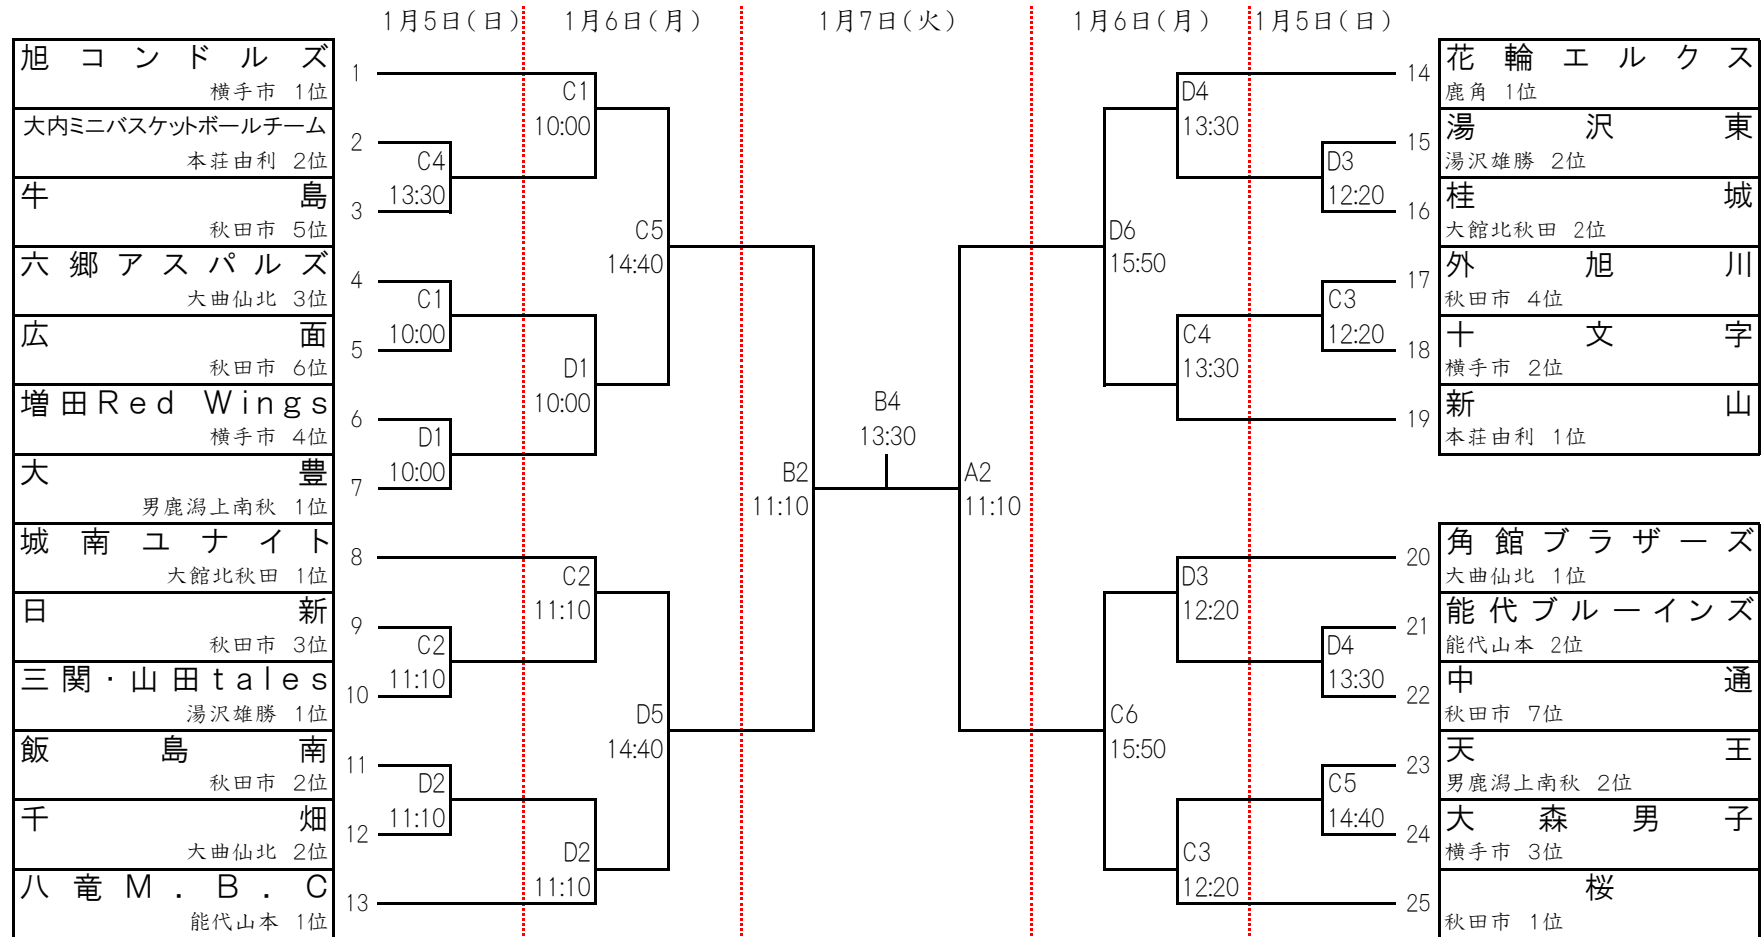 1月5日(日) 1月6日(月) 1月7日(火) 1月6日(月) 1月5日(日)
旭コンドルズ
横手市 1位
1
大内ミニバスケットボールチーム
本荘由利 2位
2
牛島
秋田市 5位
3
六郷アスパルズ
大曲仙北 3位
4
広面
秋田市 6位
5
増田Red Wings
横手市 4位
6
大豊
男鹿潟上南秋 1位
7
城南ユナイト
大館北秋田 1位
8
日新
秋田市 3位
9
三関・山田tales
湯沢雄勝 1位
10
飯島南
秋田市 2位
11
千畑
大曲仙北 2位
12
八竜M.B.C
能代山本 1位
13
C4
13:30
C1
10:00
D1
10:00
C2
11:10
D2
11:10
C1
10:00
D1
10:00
C2
11:10
D2
11:10
C5
14:40
D5
14:40
B2
11:10
B4
13:30
A2
11:10
D6
15:50
C6
15:50
D4
13:30
C4
13:30
D3
12:20
C3
12:20
D3
12:20
C3
12:20
D4
13:30
C5
14:40
14
花輪エルクス
鹿角 1位
15
湯沢東
湯沢雄勝 2位
16
桂城
大館北秋田 2位
17
外旭川
秋田市 4位
18
十文字
横手市 2位
19
新山
本荘由利 1位
20
角館ブラザーズ
大曲仙北 1位
21
能代ブルーインズ
能代山本 2位
22
中通
秋田市 7位
23
天王
男鹿潟上南秋 2位
24
大森男子
横手市 3位
25
桜
秋田市 1位